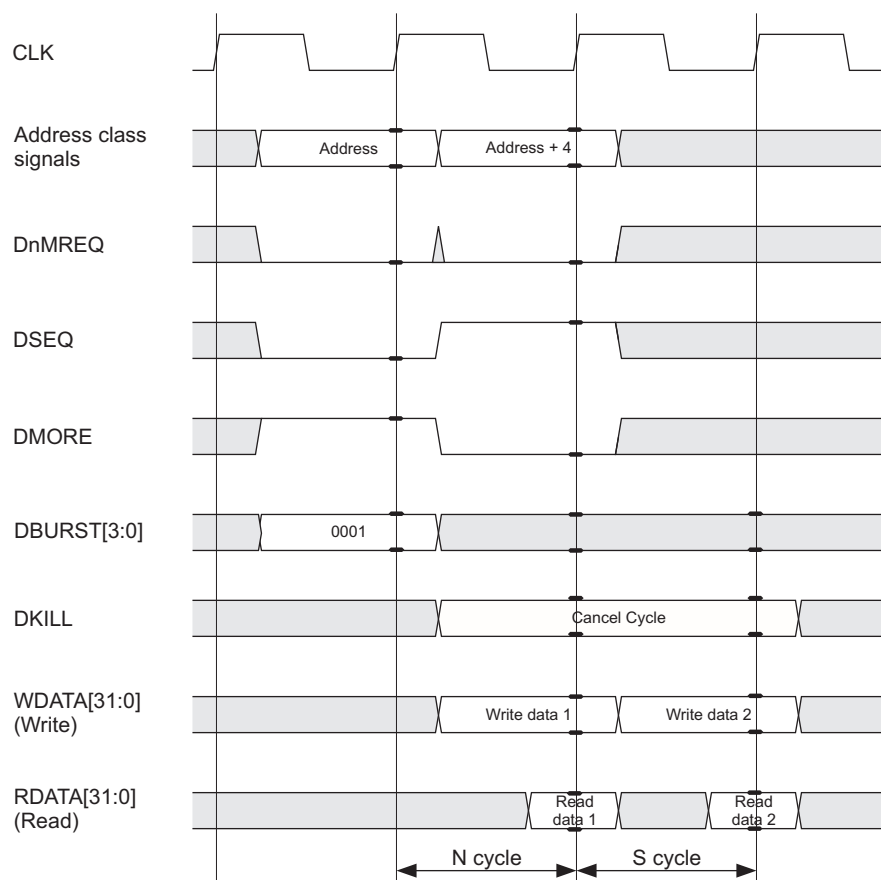 CLK
Address class
signals
Address
Address + 4
DnMREQ
DSEQ
DMORE
DBURST[3:0]
0001
DKILL
Cancel Cycle
WDATA[31:0]
(Write)
Write data 1
Write data 2
RDATA[31:0]
(Read)
Read
data 1
Read
data 2
N cycle
S cycle